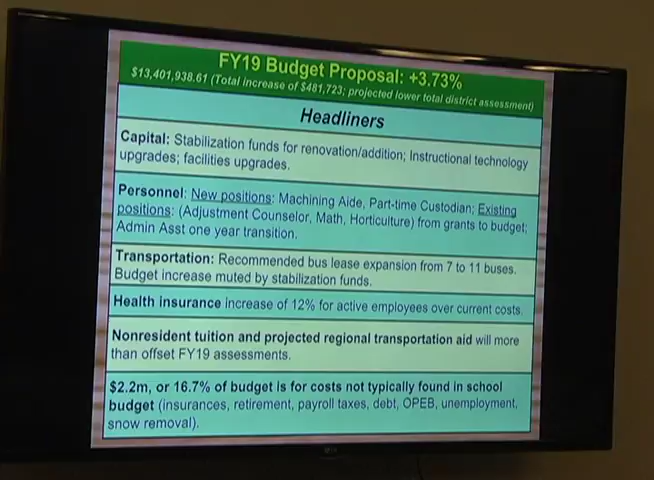 FY19 Budget Proposal: +3.73%
$13,401,938.61 (Total increase of $481,723; projected lower total district assessment)
Headliners
Capital: Stabilization funds for renovation/addition; Instructional technology
upgrades; facilities upgrades.
Personnel: New positions: Machining Aide, Part-time Custodian; Existing
positions: (Adjustment Counselor, Math, Horticulture) from grants to budget;
Admin Asst one year transition.
Transportation: Recommended bus lease expansion from 7 to 11 buses.
Budget increase muted by stabilization funds.
Health insurance increase of 12% for active employees over current costs.
Nonresident tuition and projected regional transportation aid will more
than offset FY19 assessments.
$2.2m, or 16.7% of budget is for costs not typically found in school
budget (insurances, retirement, payroll taxes, debt, OPEB, unemployment,
snow removal).
LG